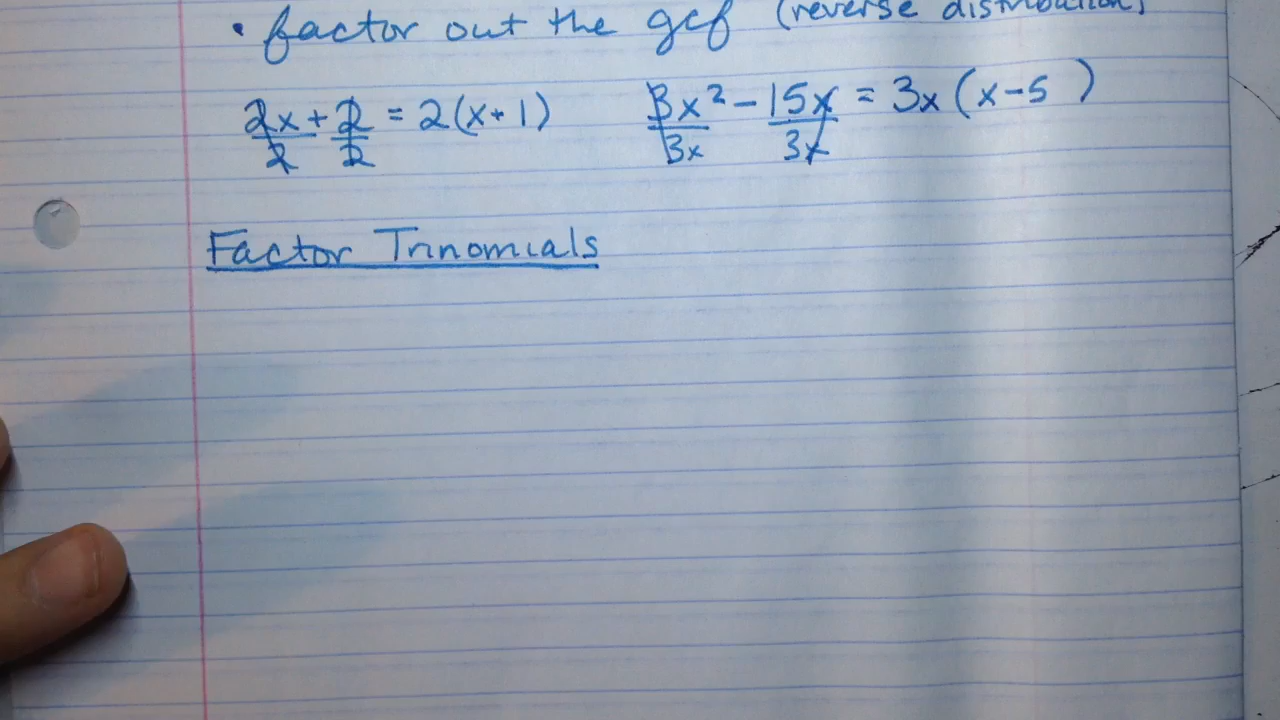 • factor out the gcf (reverse distribution)
2x + 2 = 2(x + 1) 3x² - 15x = 3x (x - 5 )
2 2 3x 3x
Factor Trinomials